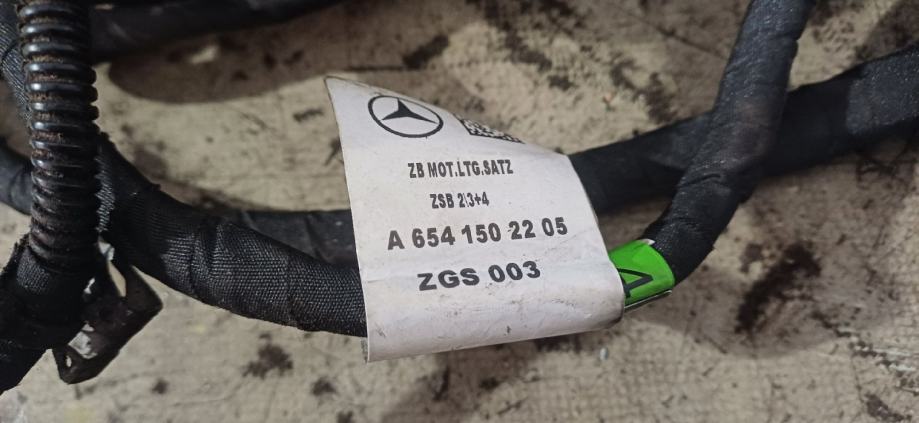 ZB MOT.LTG.SATZ
ZSB 2\3+4
A 654 150 22 05
ZGS 003